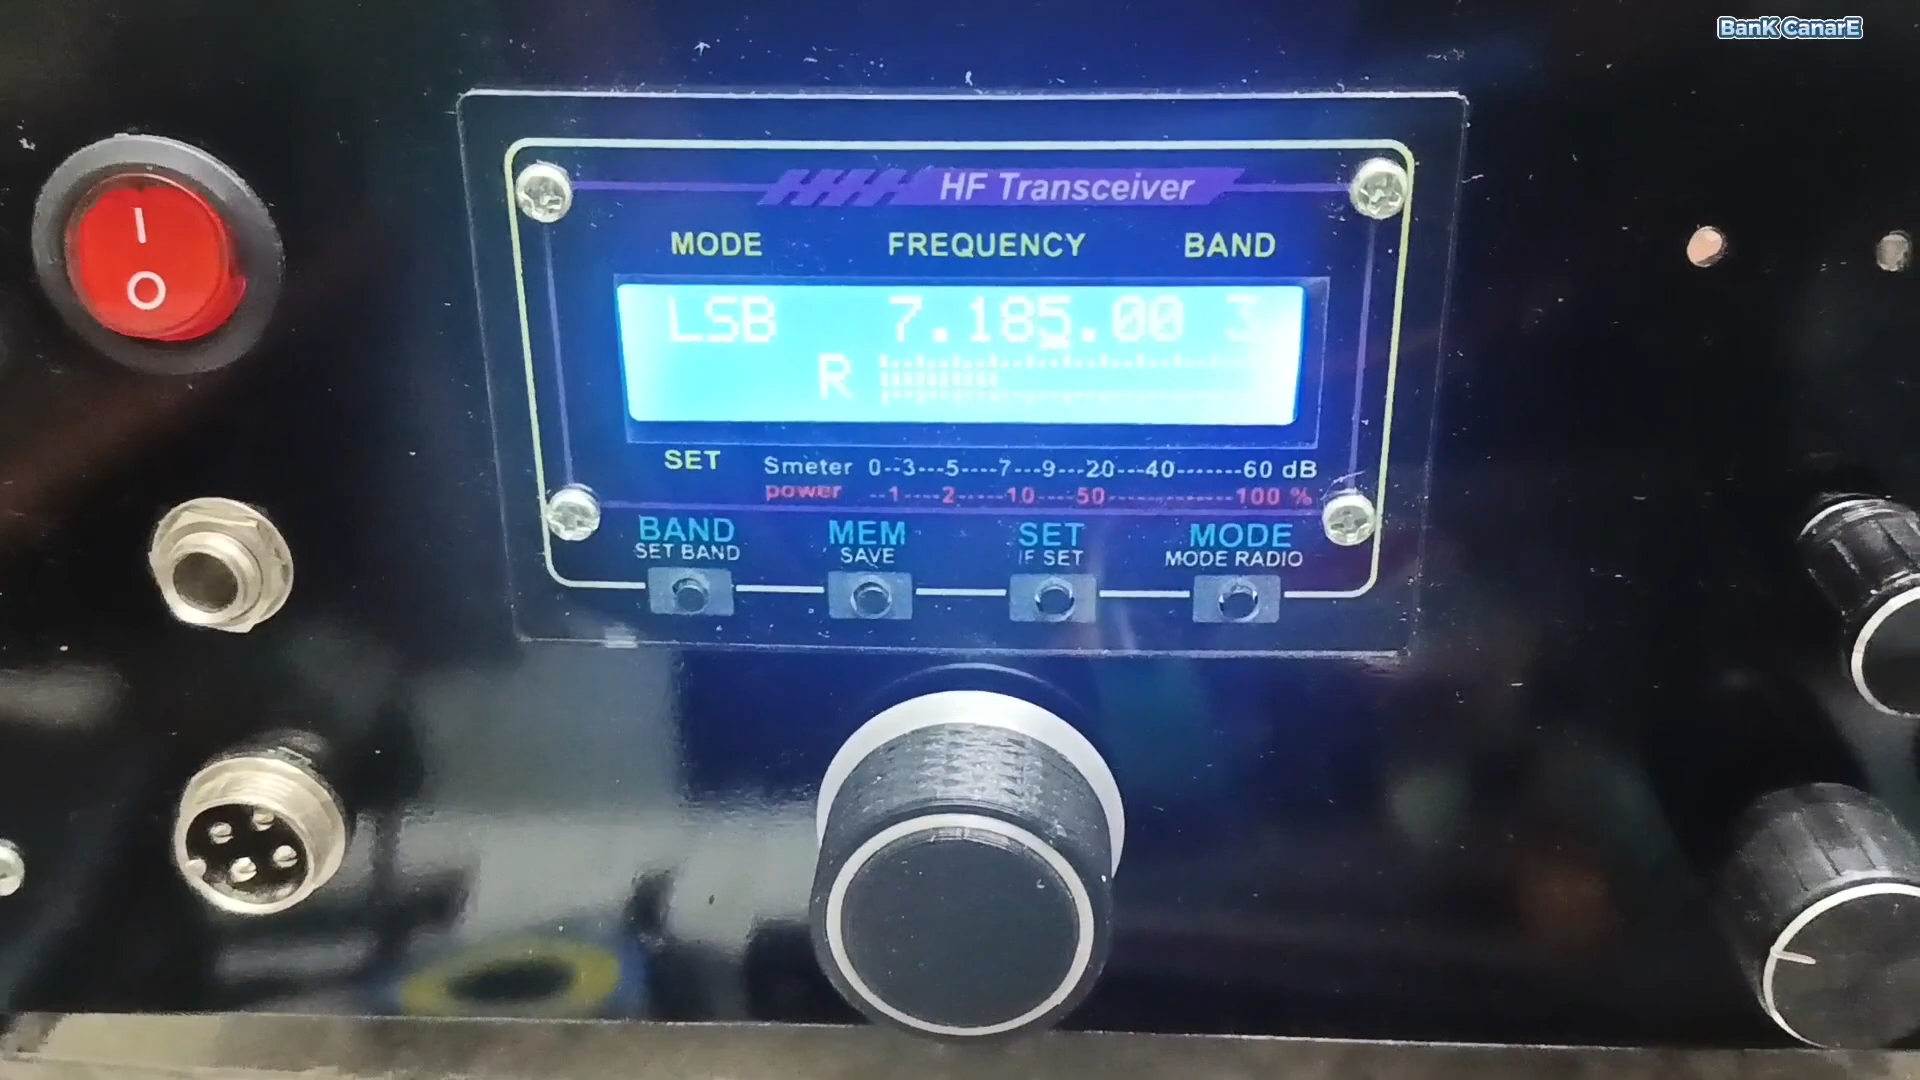 BanK CanarE
HF Transceiver
MODE FREQUENCY BAND
LSB 7.185.00 3
R
SET Smeter 0--3---5----7---9---20---40-------60 dB
power --1----2-----10----50-------------100 %
BAND MEM SET MODE
SET BAND SAVE IF SET MODE RADIO
I
O